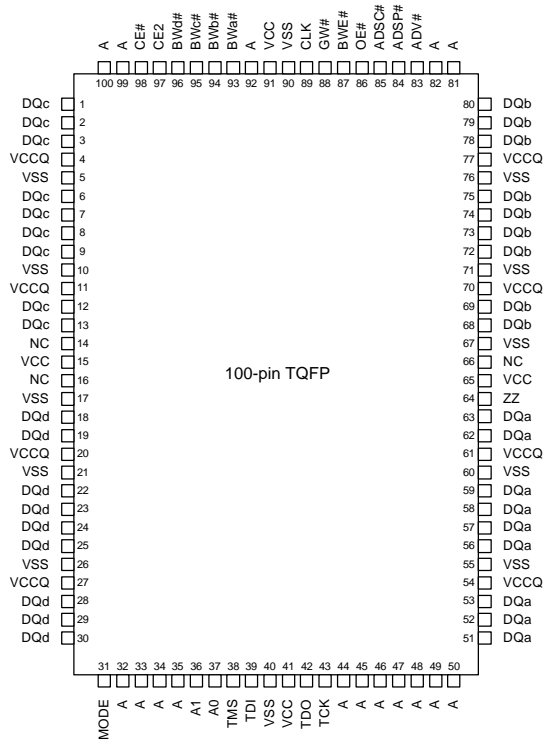 A A CE# CE2 BWd# BWc# BWb# BWa# A VCC VSS CLK GW# BWE# OE# ADSC# ADSP# ADV# A A
100 99 98 97 96 95 94 93 92 91 90 89 88 87 86 85 84 83 82 81
DQc 1 80 DQb
DQc 2 79 DQb
DQc 3 78 DQb
VCCQ 4 77 VCCQ
VSS 5 76 VSS
DQc 6 75 DQb
DQc 7 74 DQb
DQc 8 73 DQb
DQc 9 72 DQb
VSS 10 71 VSS
VCCQ 11 70 VCCQ
DQc 12 69 DQb
DQc 13 68 DQb
NC 14 67 VSS
VCC 15 66 NC
NC 16 65 VCC
100-pin TQFP
VSS 17 64 ZZ
DQd 18 63 DQa
DQd 19 62 DQa
VCCQ 20 61 VCCQ
VSS 21 60 VSS
DQd 22 59 DQa
DQd 23 58 DQa
DQd 24 57 DQa
DQd 25 56 DQa
VSS 26 55 VSS
VCCQ 27 54 VCCQ
DQd 28 53 DQa
DQd 29 52 DQa
DQd 30 51 DQa
31 32 33 34 35 36 37 38 39 40 41 42 43 44 45 46 47 48 49 50
MODE A A A A A1 A0 TMS TDI VSS VCC TDO TCK A A A A A A A